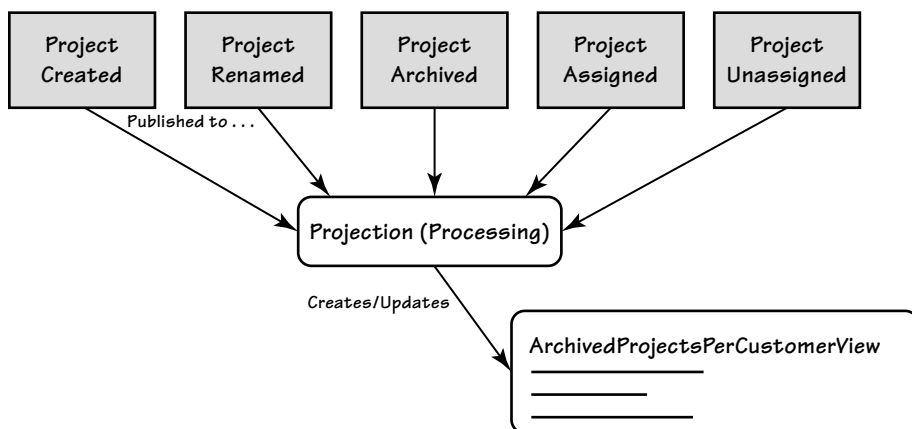 Project
Created
Project
Renamed
Project
Archived
Project
Assigned
Project
Unassigned
Published to . . .
Projection (Processing)
Creates/Updates
ArchivedProjectsPerCustomerView